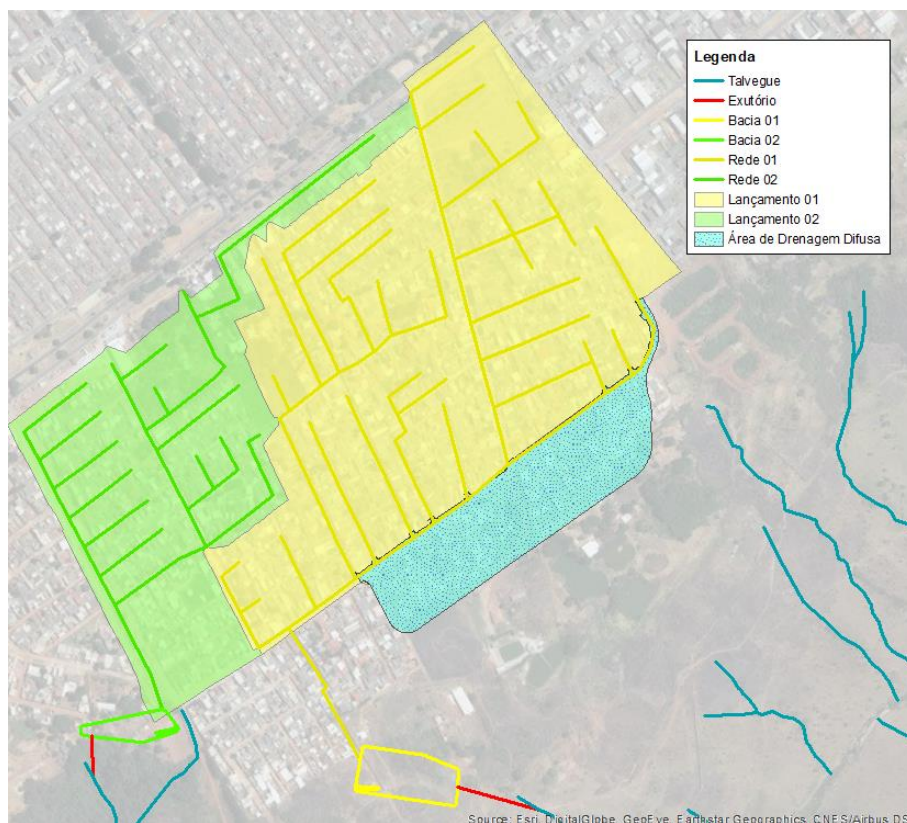 Legenda
Talvegue
Exutório
Bacia 01
Bacia 02
Rede 01
Rede 02
Lançamento 01
Lançamento 02
Área de Drenagem Difusa
Source: Esri, DigitalGlobe, GeoEye, Earthstar Geographics, CNES/Airbus DS